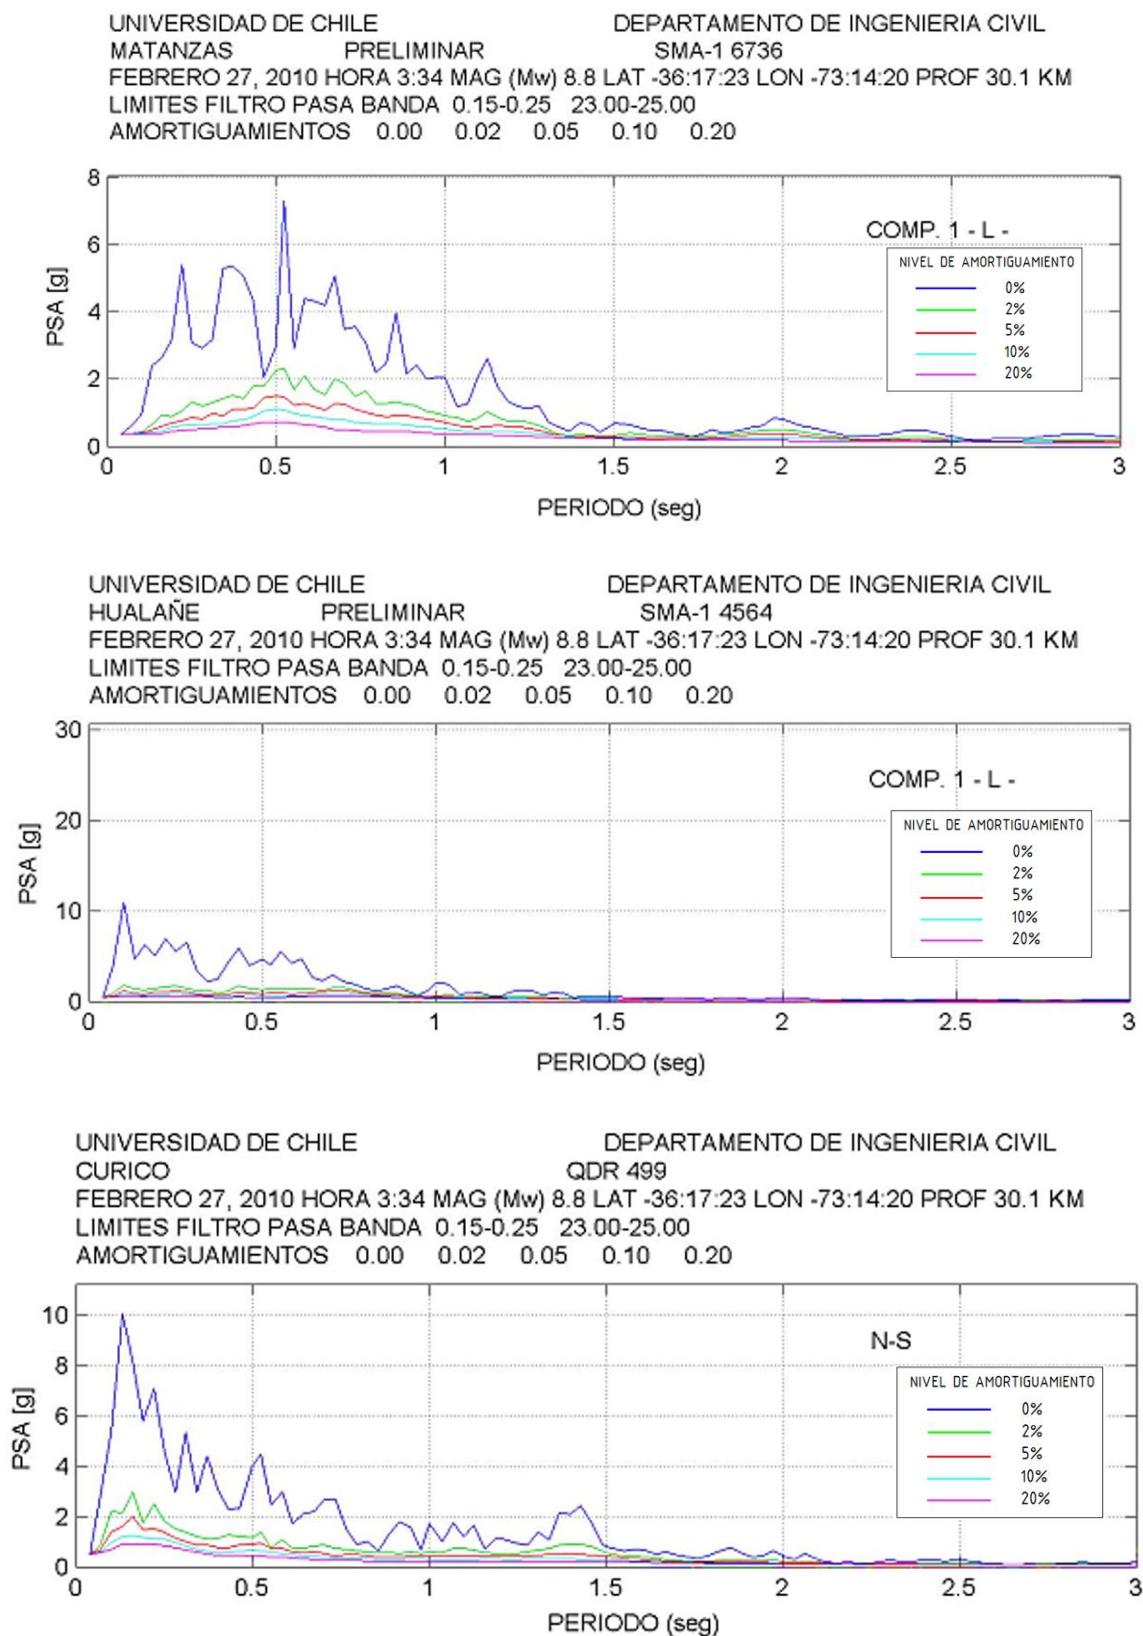 UNIVERSIDAD DE CHILE DEPARTAMENTO DE INGENIERIA CIVIL
MATANZAS PRELIMINAR SMA-1 6736
FEBRERO 27, 2010 HORA 3:34 MAG (Mw) 8.8 LAT -36:17:23 LON -73:14:20 PROF 30.1 KM
LIMITES FILTRO PASA BANDA 0.15-0.25 23.00-25.00
AMORTIGUAMIENTOS 0.00 0.02 0.05 0.10 0.20
8
6
4
2
0
PSA [g]
COMP. 1 - L -
NIVEL DE AMORTIGUAMIENTO
0%
2%
5%
10%
20%
0 0.5 1 1.5 2 2.5 3
PERIODO (seg)
UNIVERSIDAD DE CHILE DEPARTAMENTO DE INGENIERIA CIVIL
HUALAÑE PRELIMINAR SMA-1 4564
FEBRERO 27, 2010 HORA 3:34 MAG (Mw) 8.8 LAT -36:17:23 LON -73:14:20 PROF 30.1 KM
LIMITES FILTRO PASA BANDA 0.15-0.25 23.00-25.00
AMORTIGUAMIENTOS 0.00 0.02 0.05 0.10 0.20
30
20
10
0
PSA [g]
COMP. 1 - L -
NIVEL DE AMORTIGUAMIENTO
0%
2%
5%
10%
20%
0 0.5 1 1.5 2 2.5 3
PERIODO (seg)
UNIVERSIDAD DE CHILE DEPARTAMENTO DE INGENIERIA CIVIL
CURICO QDR 499
FEBRERO 27, 2010 HORA 3:34 MAG (Mw) 8.8 LAT -36:17:23 LON -73:14:20 PROF 30.1 KM
LIMITES FILTRO PASA BANDA 0.15-0.25 23.00-25.00
AMORTIGUAMIENTOS 0.00 0.02 0.05 0.10 0.20
10
8
6
4
2
0
PSA [g]
N-S
NIVEL DE AMORTIGUAMIENTO
0%
2%
5%
10%
20%
0 0.5 1 1.5 2 2.5 3
PERIODO (seg)